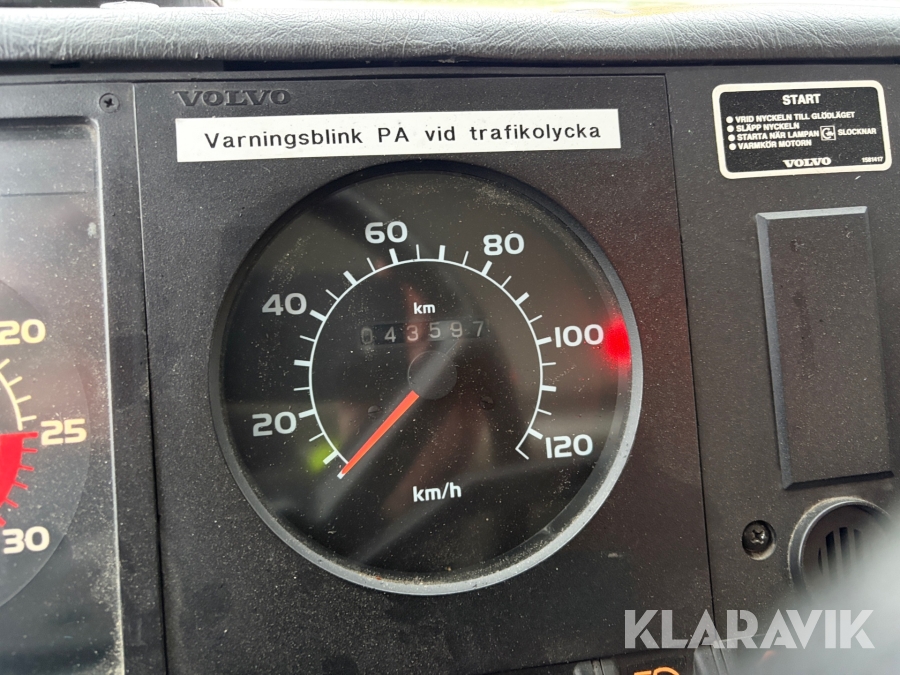 VOLVO
Varningsblink PÅ vid trafikolycka
START
VRID NYCKELN TILL GLÖDLÄGET
SLÄPP NYCKELN
STARTA NÄR LAMPAN SLOCKNAR
VARMKÖR MOTORN
VOLVO 1581417
60
80
40
km
043597
100
20
20
25
120
km/h
30
KLARAVIK